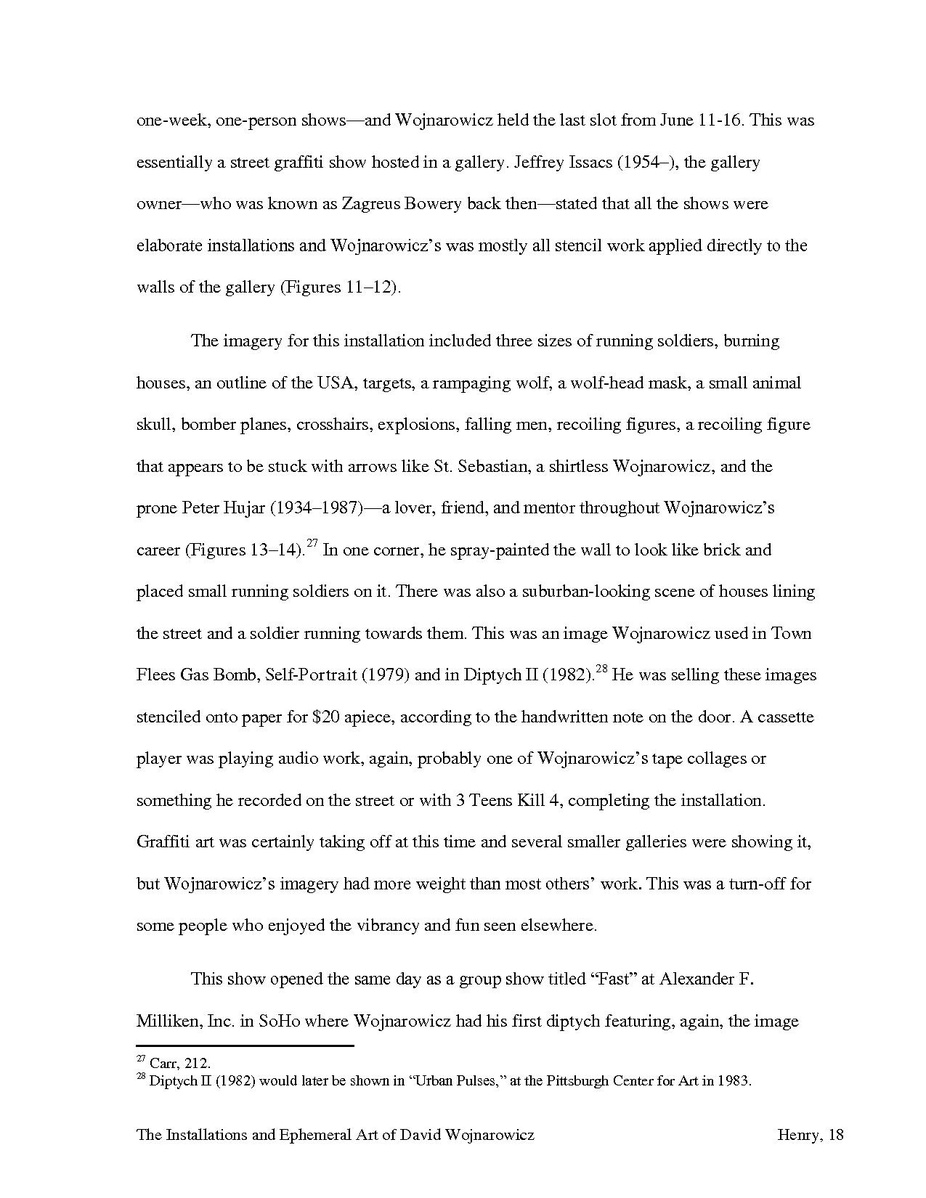 one-week, one-person shows—and Wojnarowicz held the last slot from June 11-16. This was
essentially a street graffiti show hosted in a gallery. Jeffrey Issacs (1954–), the gallery
owner—who was known as Zagreus Bowery back then—stated that all the shows were
elaborate installations and Wojnarowicz’s was mostly all stencil work applied directly to the
walls of the gallery (Figures 11–12).
The imagery for this installation included three sizes of running soldiers, burning
houses, an outline of the USA, targets, a rampaging wolf, a wolf-head mask, a small animal
skull, bomber planes, crosshairs, explosions, falling men, recoiling figures, a recoiling figure
that appears to be stuck with arrows like St. Sebastian, a shirtless Wojnarowicz, and the
prone Peter Hujar (1934–1987)—a lover, friend, and mentor throughout Wojnarowicz’s
career (Figures 13–14).27 In one corner, he spray-painted the wall to look like brick and
placed small running soldiers on it. There was also a suburban-looking scene of houses lining
the street and a soldier running towards them. This was an image Wojnarowicz used in Town
Flees Gas Bomb, Self-Portrait (1979) and in Diptych II (1982).28 He was selling these images
stenciled onto paper for $20 apiece, according to the handwritten note on the door. A cassette
player was playing audio work, again, probably one of Wojnarowicz’s tape collages or
something he recorded on the street or with 3 Teens Kill 4, completing the installation.
Graffiti art was certainly taking off at this time and several smaller galleries were showing it,
but Wojnarowicz’s imagery had more weight than most others’ work. This was a turn-off for
some people who enjoyed the vibrancy and fun seen elsewhere.
This show opened the same day as a group show titled “Fast” at Alexander F.
Milliken, Inc. in SoHo where Wojnarowicz had his first diptych featuring, again, the image
27 Carr, 212.
28 Diptych II (1982) would later be shown in “Urban Pulses,” at the Pittsburgh Center for Art in 1983.
The Installations and Ephemeral Art of David Wojnarowicz Henry, 18